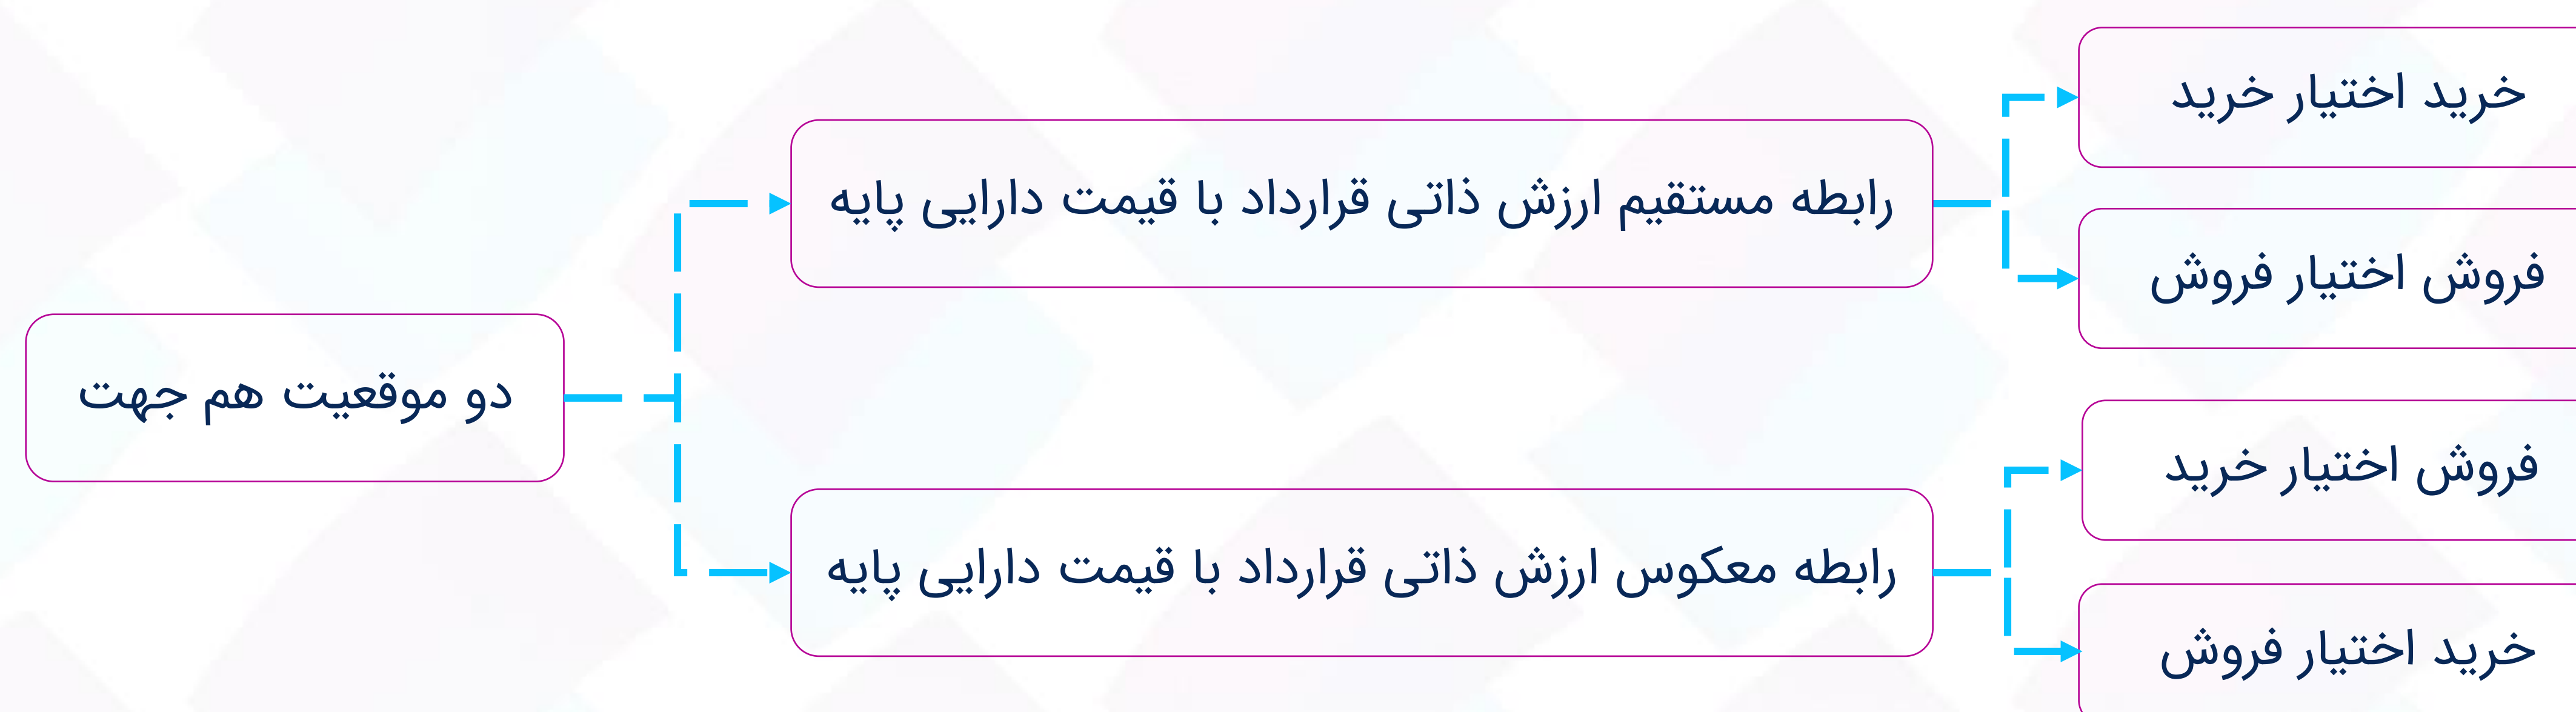 دو موقعیت هم جهت
رابطه مستقیم ارزش ذاتی قرارداد با قیمت دارایی پایه
خرید اختیار خرید
فروش اختیار فروش
رابطه معکوس ارزش ذاتی قرارداد با قیمت دارایی پایه
فروش اختیار خرید
خرید اختیار فروش